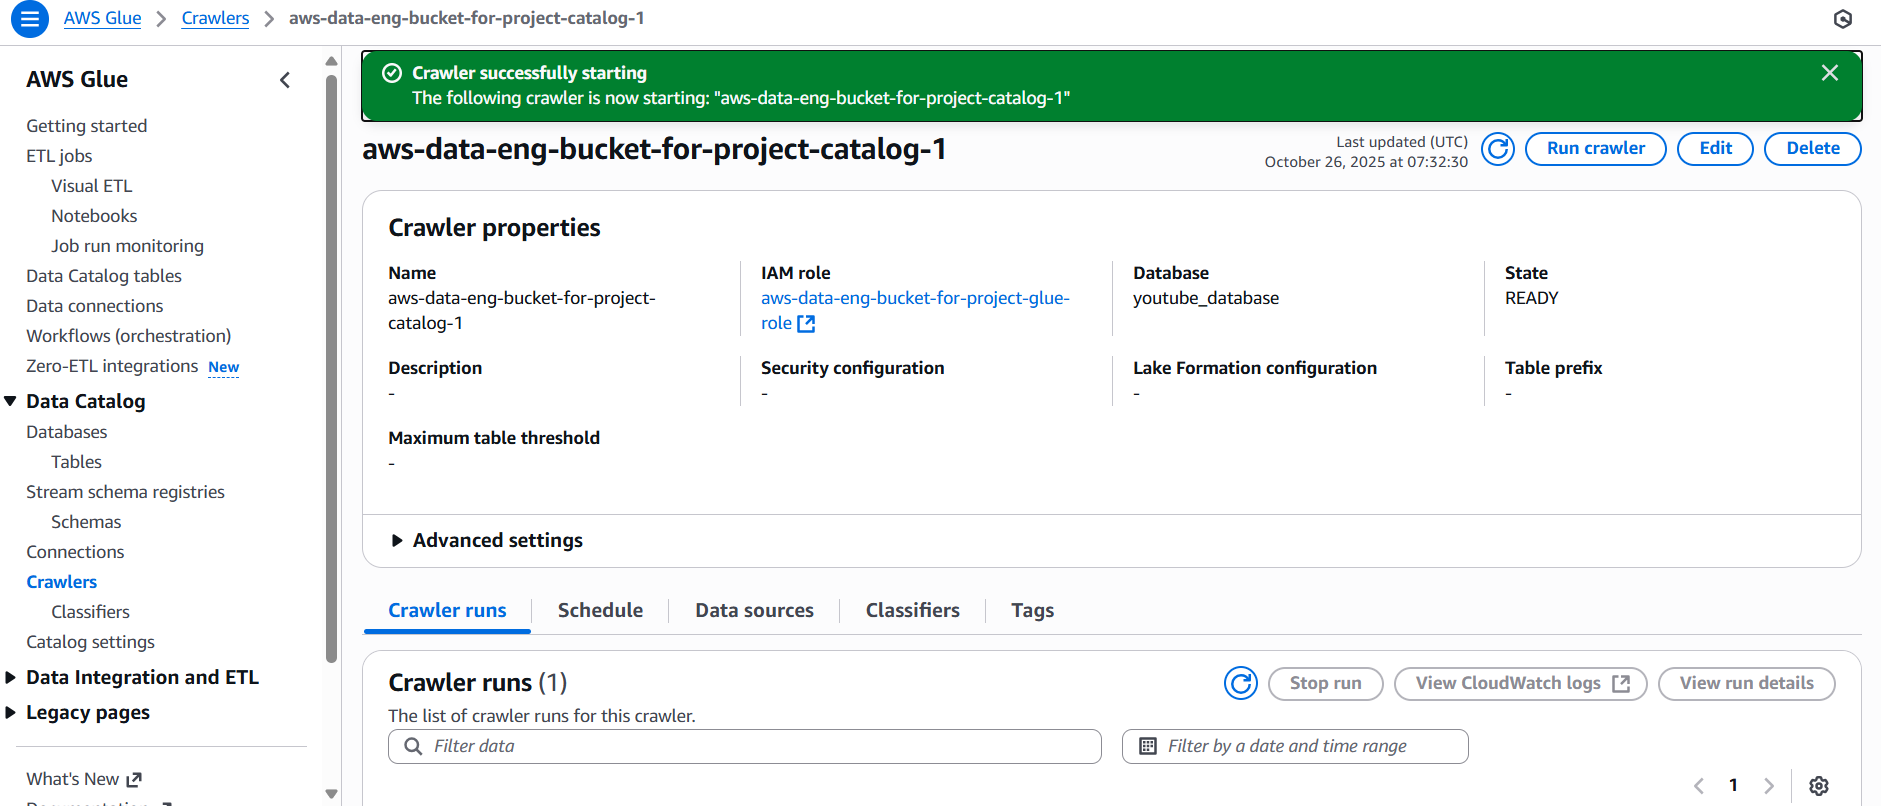 AWS Glue > Crawlers > aws-data-eng-bucket-for-project-catalog-1
AWS Glue
Getting started
ETL jobs
Visual ETL
Notebooks
Job run monitoring
Data Catalog tables
Data connections
Workflows (orchestration)
Zero-ETL integrations New
Data Catalog
Databases
Tables
Stream schema registries
Schemas
Connections
Crawlers
Classifiers
Catalog settings
Data Integration and ETL
Legacy pages
What's New
Crawler successfully starting
The following crawler is now starting: "aws-data-eng-bucket-for-project-catalog-1"
aws-data-eng-bucket-for-project-catalog-1
Last updated (UTC)
October 26, 2025 at 07:32:30
Run crawler
Edit
Delete
Crawler properties
Name
aws-data-eng-bucket-for-project-
catalog-1
IAM role
aws-data-eng-bucket-for-project-glue-
role
Database
youtube_database
State
READY
Description
-
Security configuration
-
Lake Formation configuration
-
Table prefix
-
Maximum table threshold
-
Advanced settings
Crawler runs
Schedule
Data sources
Classifiers
Tags
Crawler runs (1)
Stop run
View CloudWatch logs
View run details
The list of crawler runs for this crawler.
Filter data
Filter by a date and time range
1